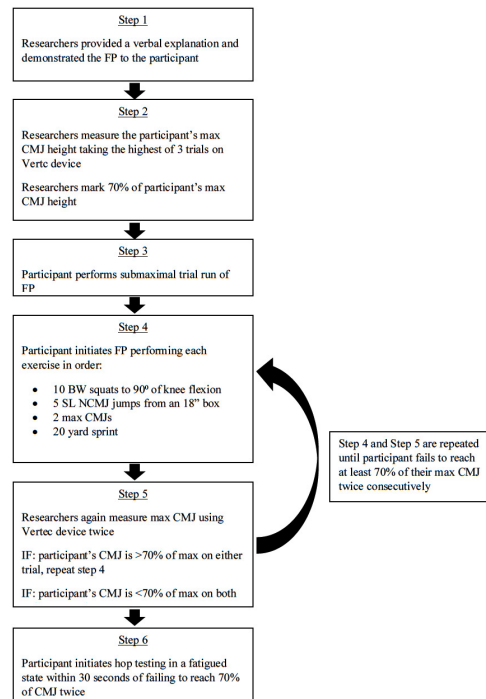 Step 1
Researchers provided a verbal explanation and
demonstrated the FP to the participant
Step 2
Researchers measure the participant's max
CMJ height taking the highest of 3 trials on
Vertc device
Researchers mark 70% of participant's max
CMJ height
Step 3
Participant performs submaximal trial run of
FP
Step 4
Participant initiates FP performing each
exercise in order:
• 10 BW squats to 90º of knee flexion
• 5 SL NCMJ jumps from an 18” box
• 2 max CMJs
• 20 yard sprint
Step 4 and Step 5 are repeated
until participant fails to reach
at least 70% of their max CMJ
twice consecutively
Step 5
Researchers again measure max CMJ using
Vertec device twice
IF: participant's CMJ is >70% of max on either
trial, repeat step 4
IF: participant's CMJ is <70% of max on both
Step 6
Participant initiates hop testing in a fatigued
state within 30 seconds of failing to reach 70%
of CMJ twice